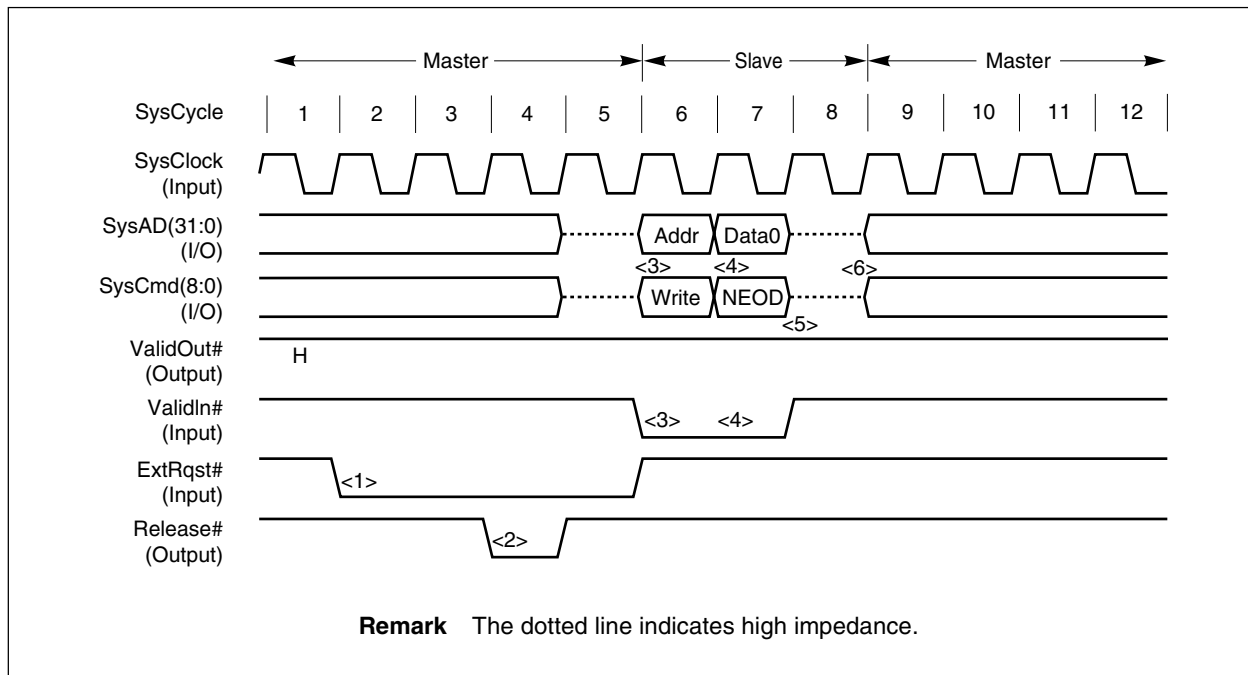 Master Slave Master
SysCycle 1 2 3 4 5 6 7 8 9 10 11 12
SysClock
(Input)
SysAD(31:0)
(I/O)
Addr Data0
<3> <4> <6>
SysCmd(8:0)
(I/O)
Write NEOD
<5>
ValidOut#
(Output)
H
ValidIn#
(Input)
<3> <4>
ExtRqst#
(Input)
<1>
Release#
(Output)
<2>
Remark The dotted line indicates high impedance.